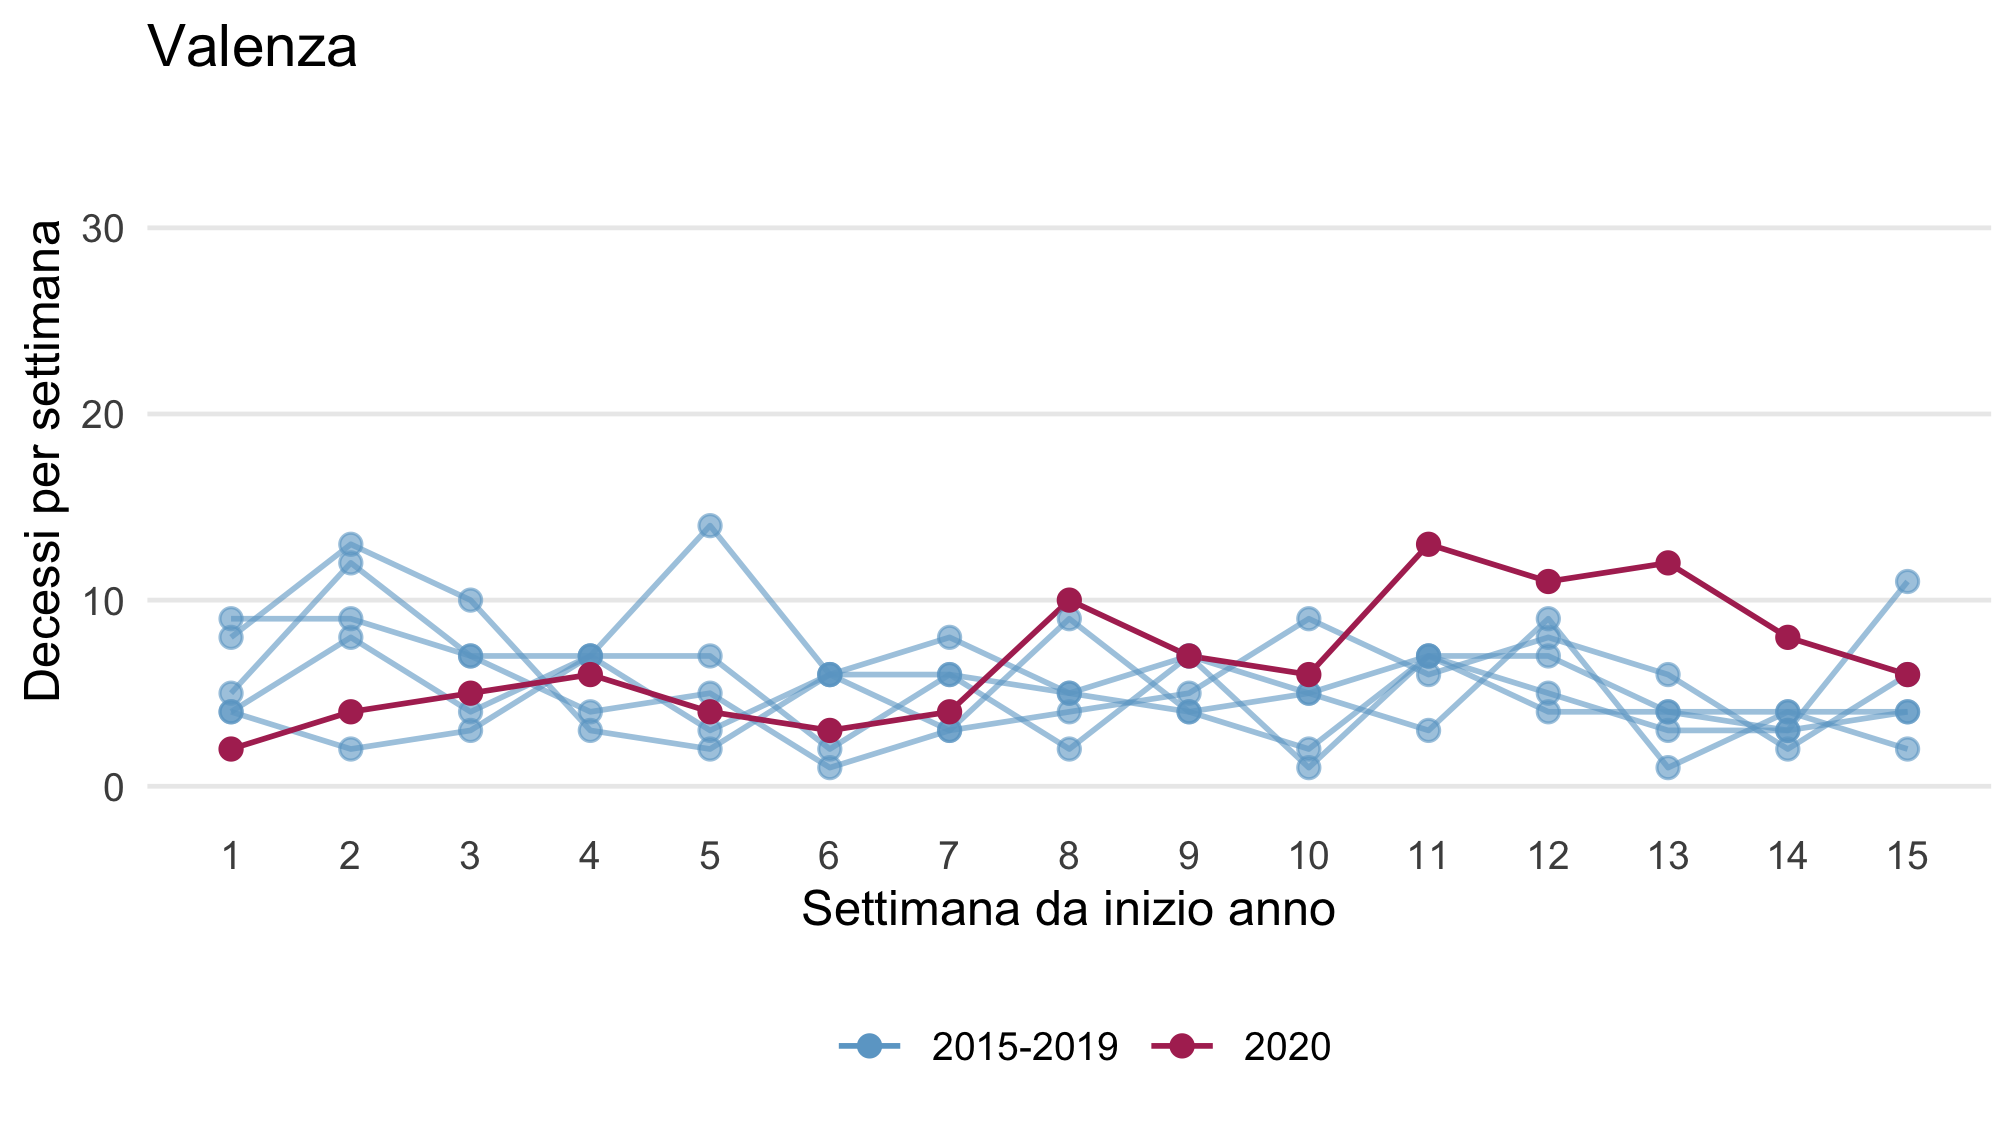 Valenza
Decessi per settimana
30
20
10
0
1 2 3 4 5 6 7 8 9 10 11 12 13 14 15
Settimana da inizio anno
2015-2019 2020